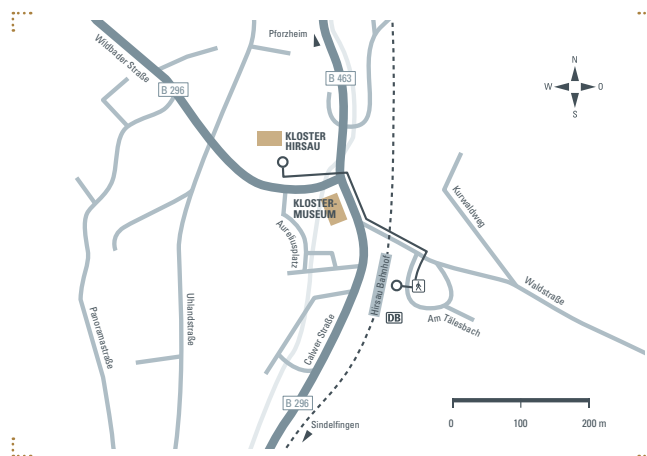 Pforzheim
Wildbader Straße
B 463
B 296
N
W
O
S
KLOSTER
HIRSAU
KLOSTER-
MUSEUM
Kurwaldweg
Aureliusplatz
Hirsau Bahnhof
Waldstraße
Panoramastraße
Uhlandstraße
DB
Am Tälesbach
Calwer Straße
B 296
Sindelfingen
0
100
200 m